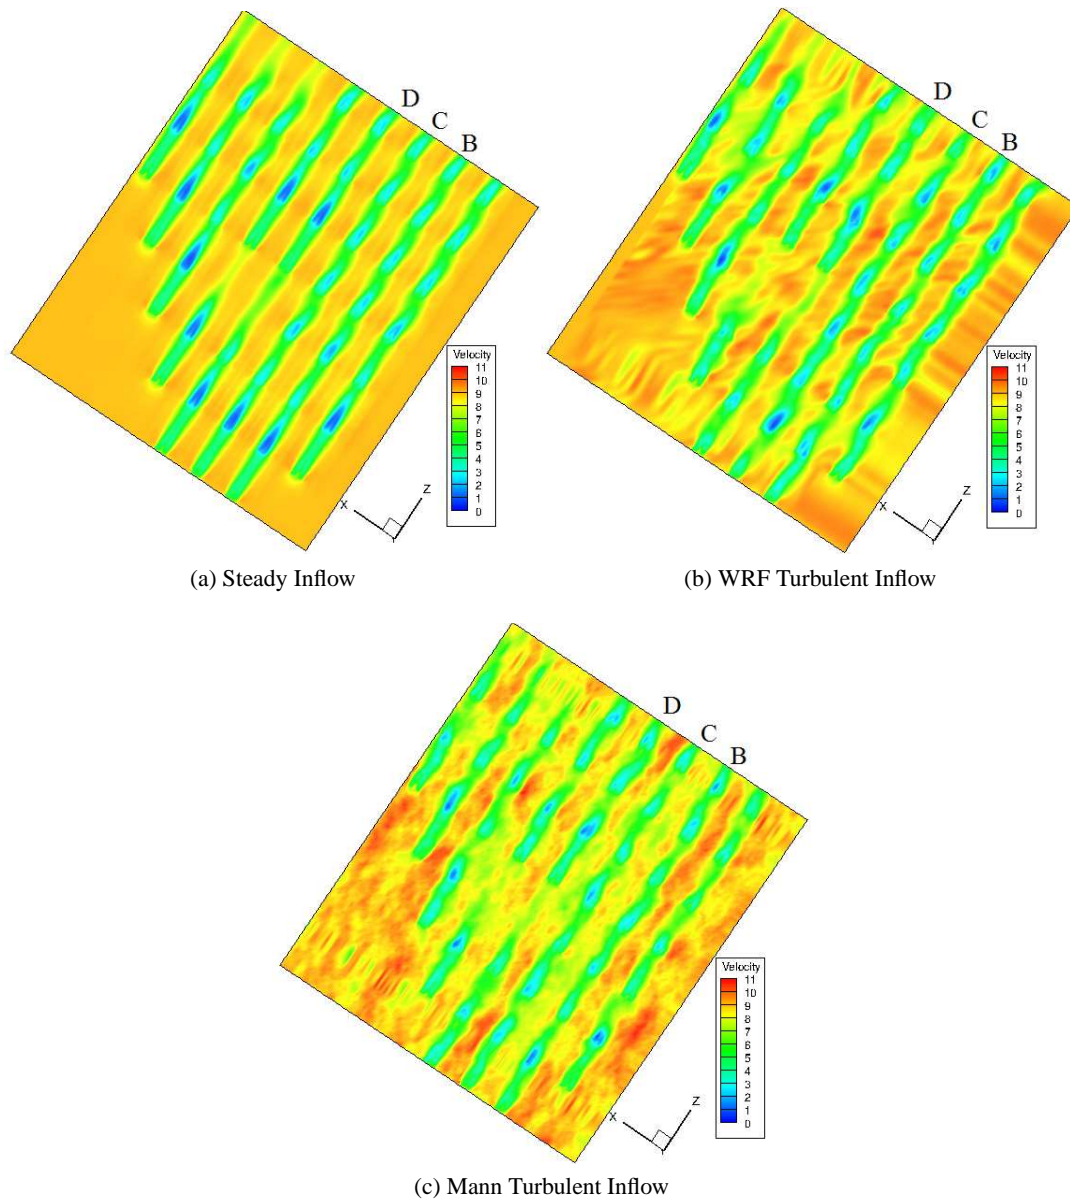 D
C
B
Velocity
11
10
9
8
7
6
5
4
3
2
1
0
X
Z
Y
(a) Steady Inflow
D
C
B
Velocity
11
10
9
8
7
6
5
4
3
2
1
0
X
Z
Y
(b) WRF Turbulent Inflow
D
C
B
Velocity
11
10
9
8
7
6
5
4
3
2
1
0
X
Z
Y
(c) Mann Turbulent Inflow